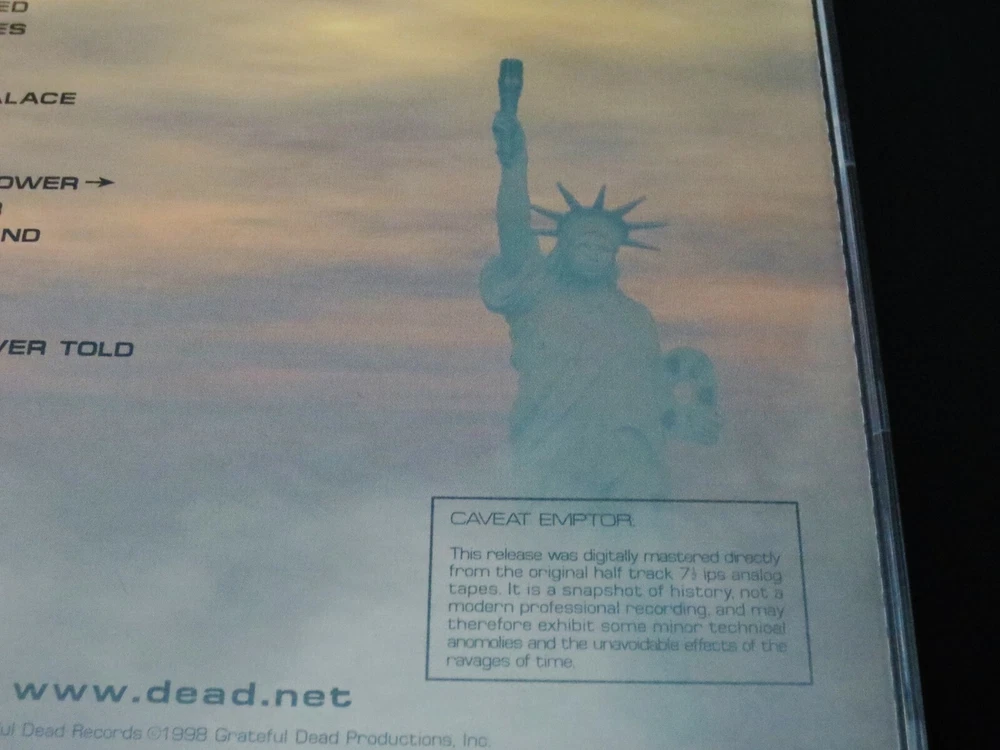 ED
ES
ALACE
OWER →
ND
VER TOLD
CAVEAT EMPTOR:
This release was digitally mastered directly
from the original half track 7½ ips analog
tapes. It is a snapshot of history, not a
modern professional recording, and may
therefore exhibit some minor technical
anomolies and the unavoidable effects of the
ravages of time.
www.dead.net
ful Dead Records ©1998 Grateful Dead Productions, Inc.